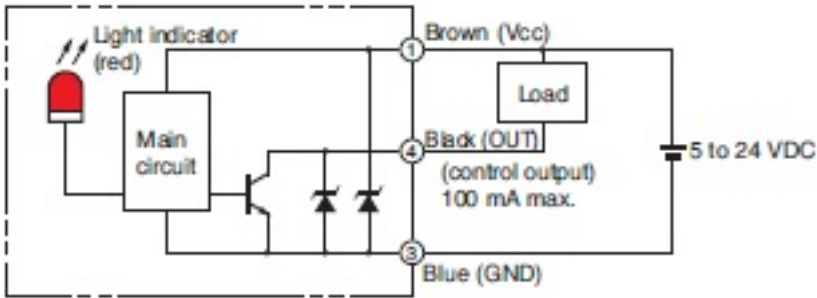 Light indicator
(red)
Main
circuit
1
Brown (Vcc)
Load
4
Black (OUT)
(control output)
100 mA max.
5 to 24 VDC
3
Blue (GND)